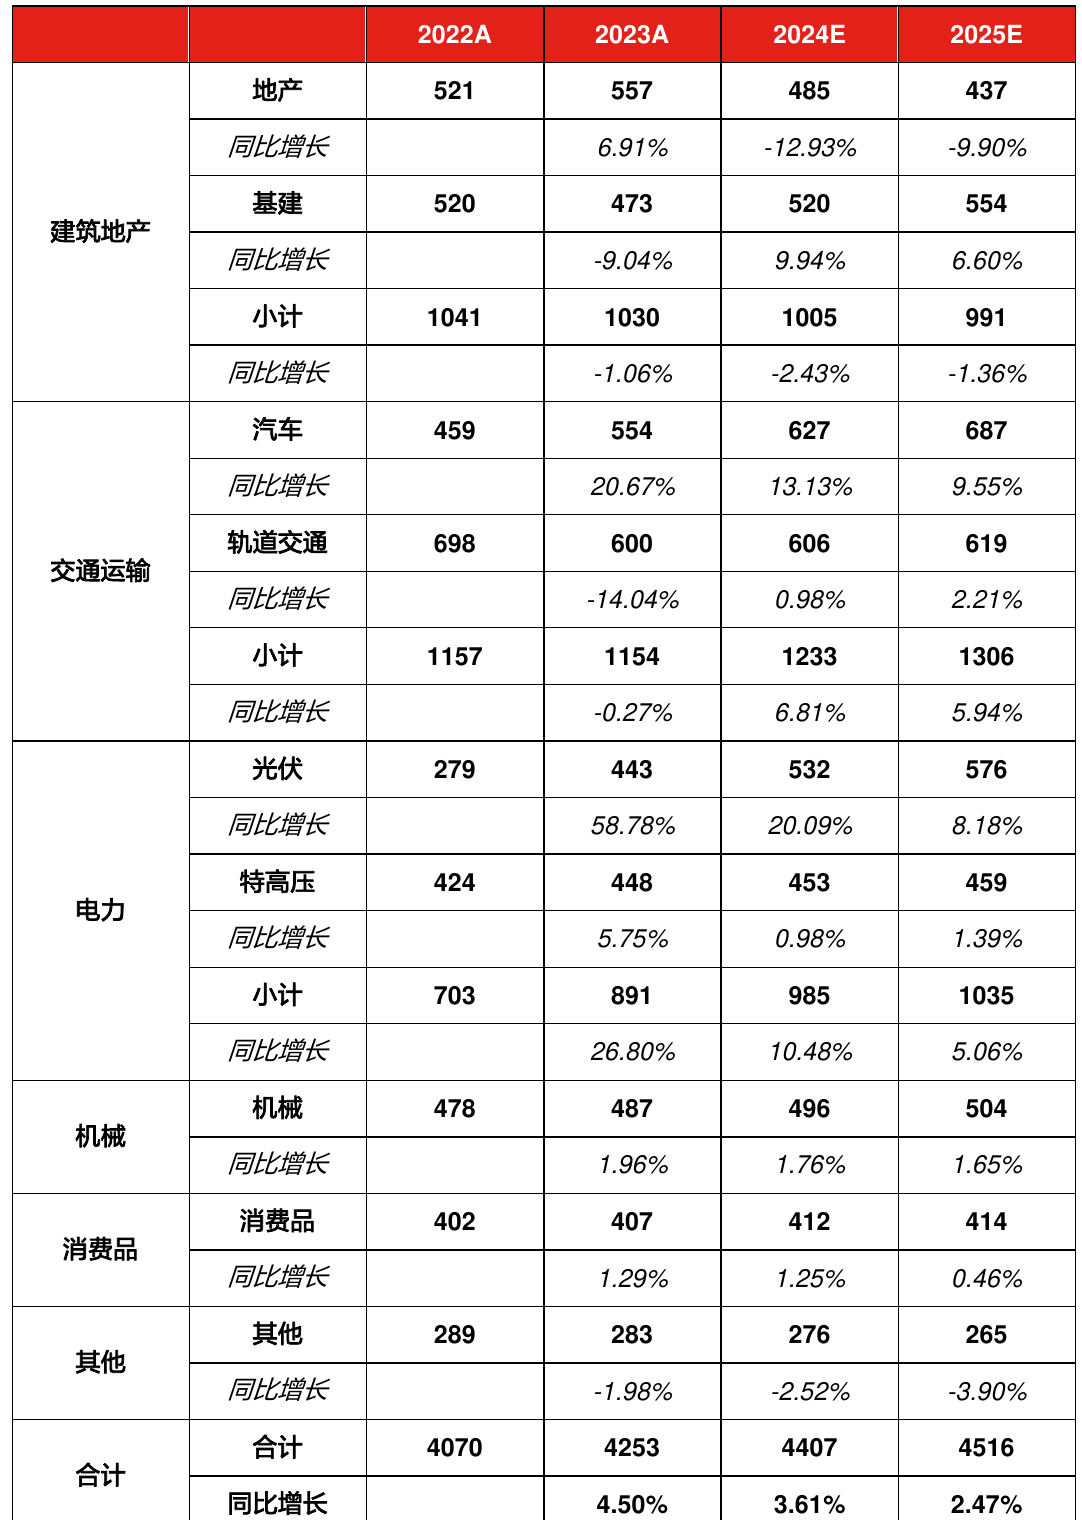 2022A 2023A 2024E 2025E
建筑地产
地产 521 557 485 437
同比增长 6.91% -12.93% -9.90%
基建 520 473 520 554
同比增长 -9.04% 9.94% 6.60%
小计 1041 1030 1005 991
同比增长 -1.06% -2.43% -1.36%
交通运输
汽车 459 554 627 687
同比增长 20.67% 13.13% 9.55%
轨道交通 698 600 606 619
同比增长 -14.04% 0.98% 2.21%
小计 1157 1154 1233 1306
同比增长 -0.27% 6.81% 5.94%
电力
光伏 279 443 532 576
同比增长 58.78% 20.09% 8.18%
特高压 424 448 453 459
同比增长 5.75% 0.98% 1.39%
小计 703 891 985 1035
同比增长 26.80% 10.48% 5.06%
机械
机械 478 487 496 504
同比增长 1.96% 1.76% 1.65%
消费品
消费品 402 407 412 414
同比增长 1.29% 1.25% 0.46%
其他
其他 289 283 276 265
同比增长 -1.98% -2.52% -3.90%
合计
合计 4070 4253 4407 4516
同比增长 4.50% 3.61% 2.47%